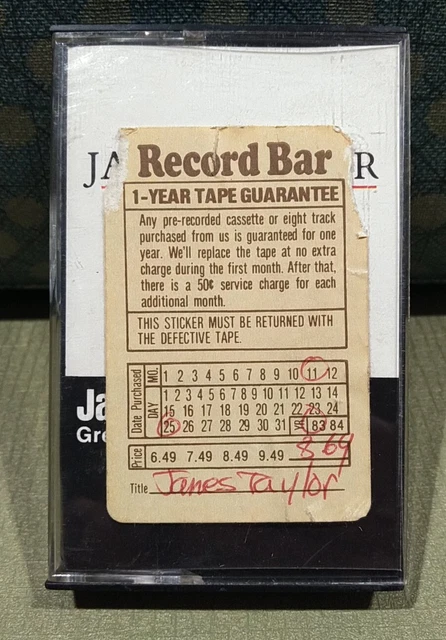 JA R
Record Bar
1-YEAR TAPE GUARANTEE
Any pre-recorded cassette or eight track
purchased from us is guaranteed for one
year. We'll replace the tape at no extra
charge during the first month. After that,
there is a 50¢ service charge for each
additional month.
THIS STICKER MUST BE RETURNED WITH
THE DEFECTIVE TAPE.
Date Purchased
MO. 1 2 3 4 5 6 7 8 9 10 11 12
DAY 1 2 3 4 5 6 7 8 9 10 11 12 13 14
15 16 17 18 19 20 21 22 23 24
25 26 27 28 29 30 31 83 84
8.69
Price 6.49 7.49 8.49 9.49
Title James Taylor
Ja
Gre